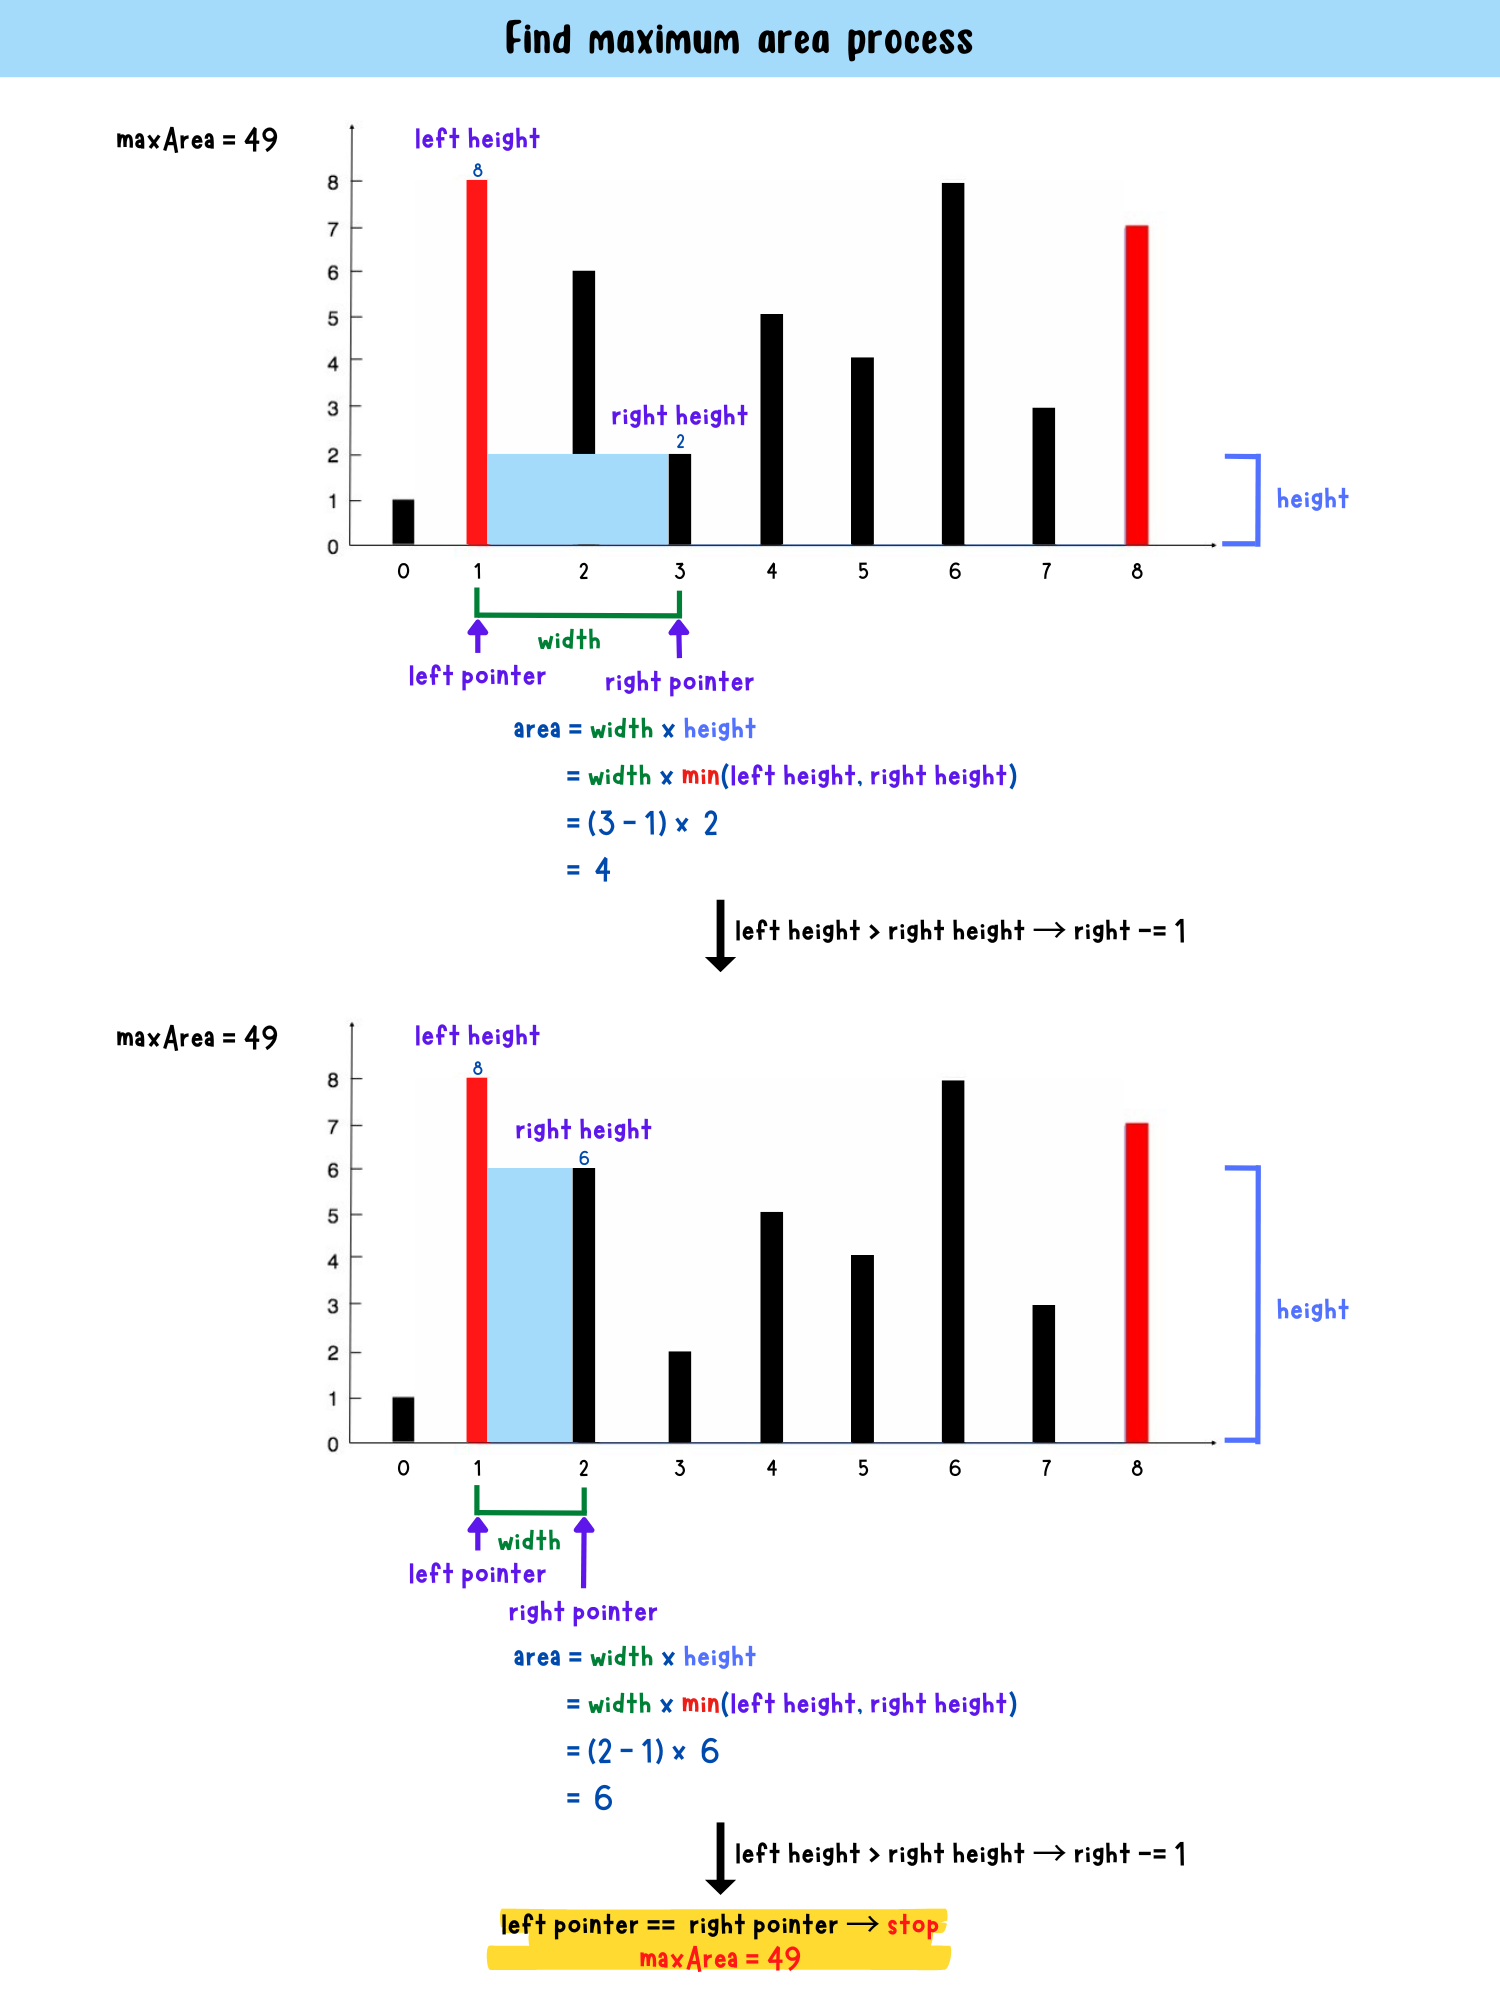 Find maximum area process
maxArea = 49
left height
8
8
7
6
5
4
3
2
1
0
right height
2
height
0 1 2 3 4 5 6 7 8
width
left pointer
right pointer
area = width x height
= width x min(left height, right height)
= (3 - 1) x 2
= 4
left height > right height → right -= 1
maxArea = 49
left height
8
8
7
6
5
4
3
2
1
0
right height
6
height
0 1 2 3 4 5 6 7 8
width
left pointer
right pointer
area = width x height
= width x min(left height, right height)
= (2 - 1) x 6
= 6
left height > right height → right -= 1
left pointer == right pointer → stop
maxArea = 49